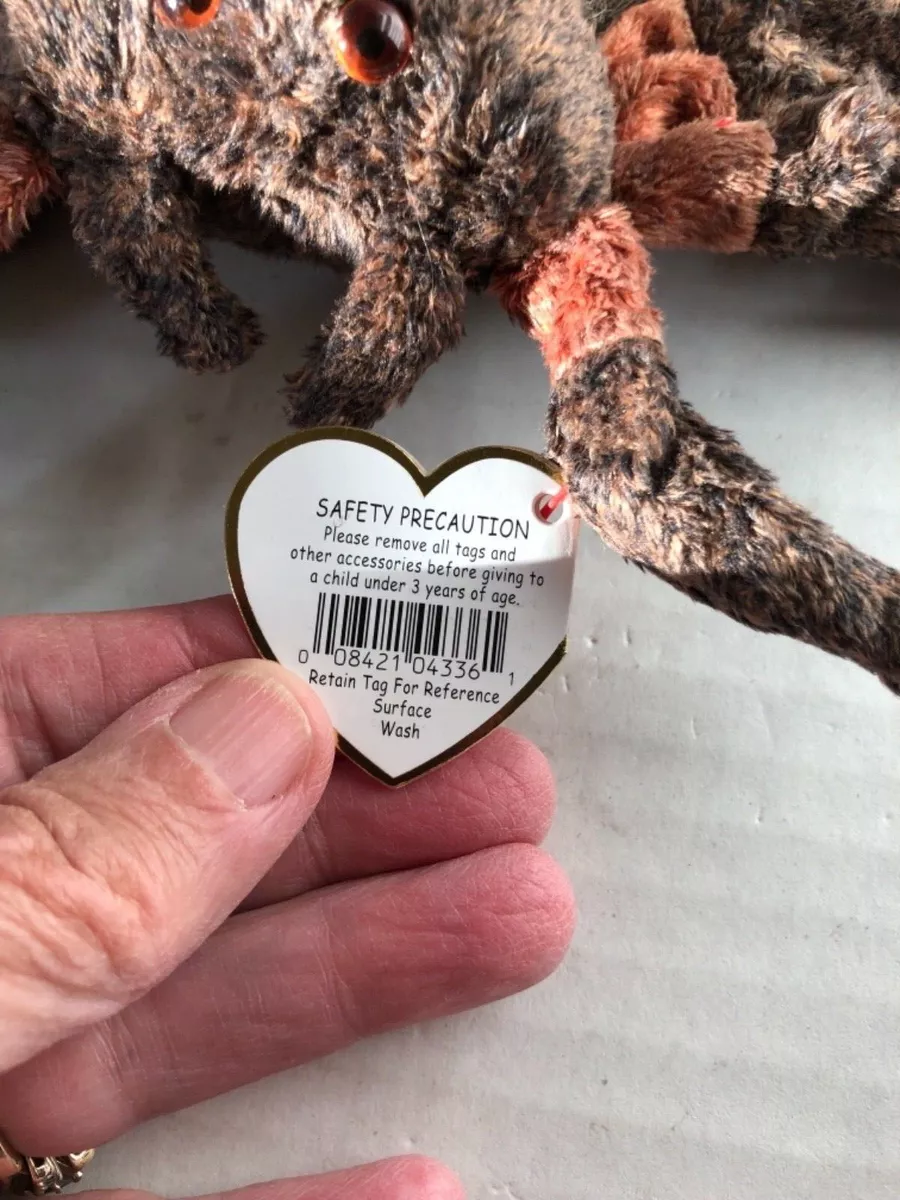 SAFETY PRECAUTION
Please remove all tags and
other accessories before giving to
a child under 3 years of age.
0 08421 04336 1
Retain Tag For Reference
Surface
Wash